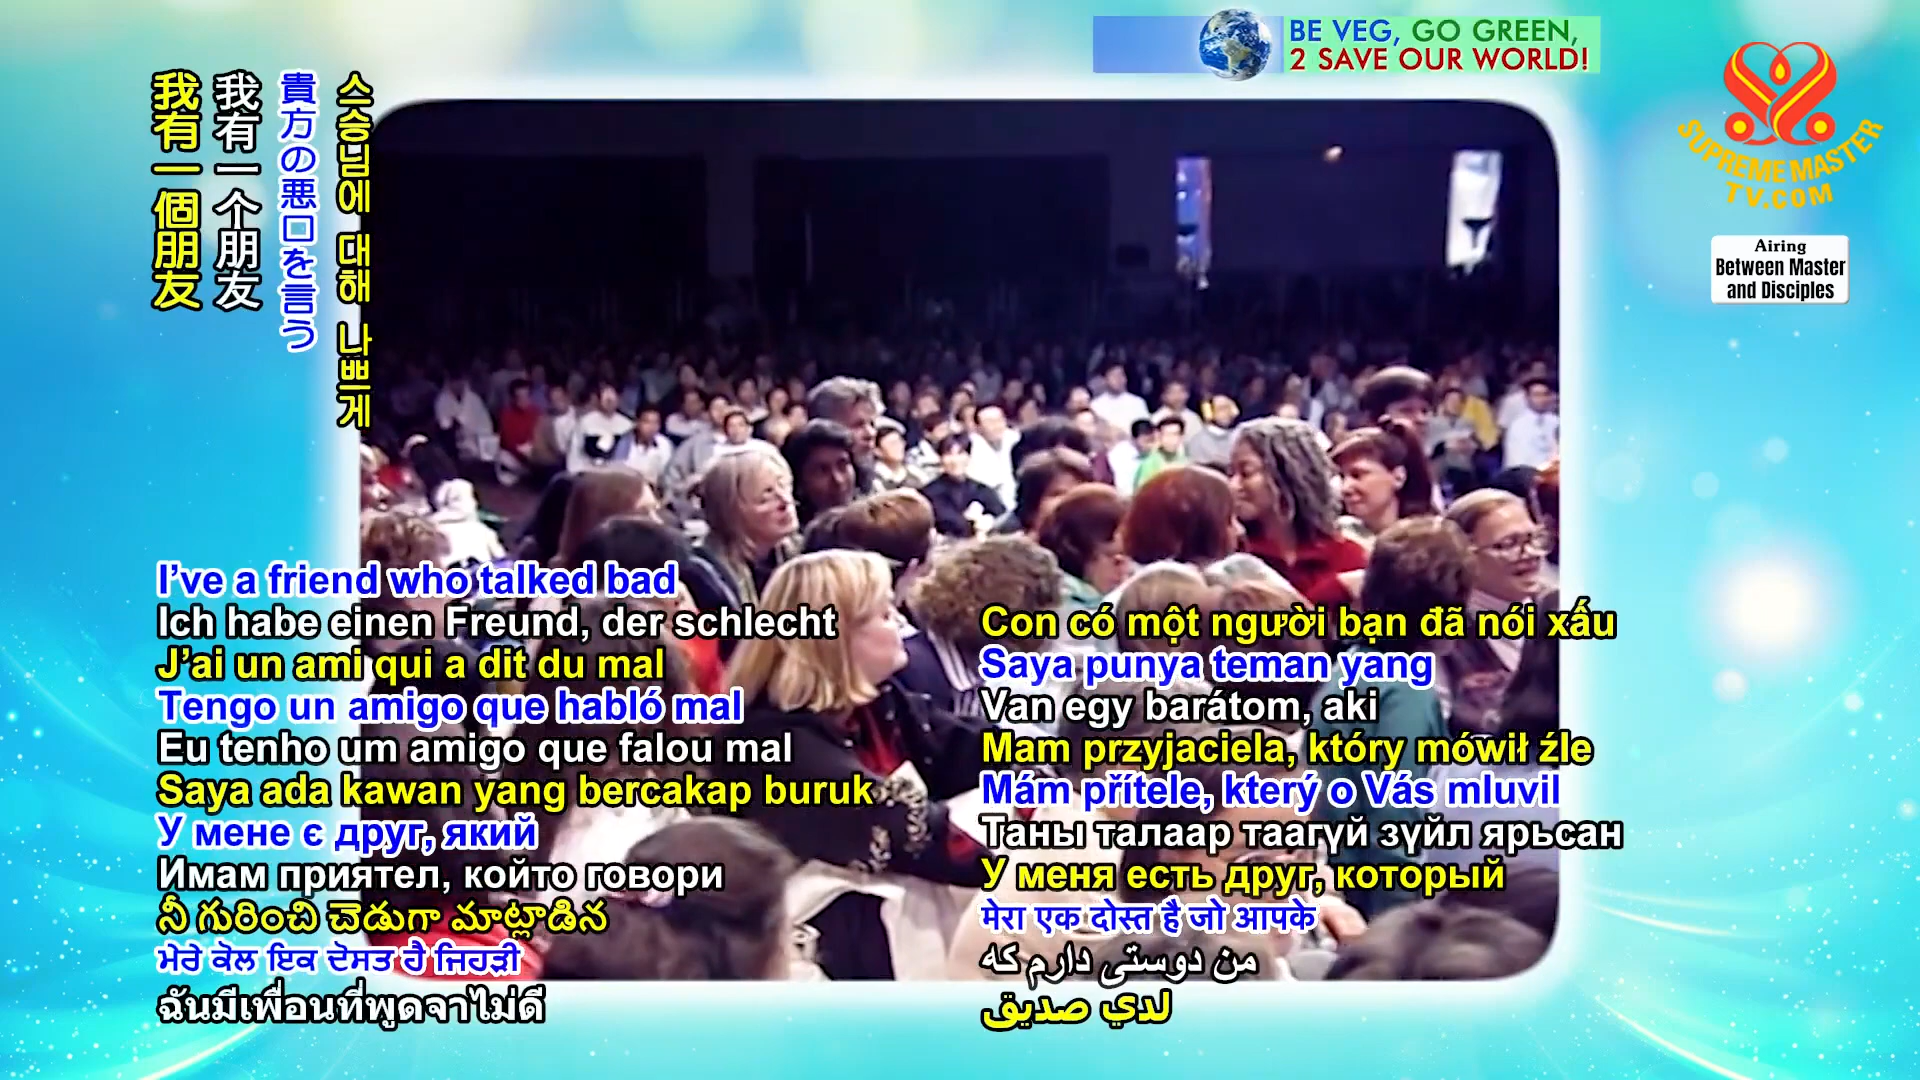 BE VEG, GO GREEN,
2 SAVE OUR WORLD!
SUPREME MASTER
TV.COM
Airing
Between Master
and Disciples
我有一個朋友
我有一个朋友
貴方の悪口を言う
스승님에 대해 나쁘게
I’ve a friend who talked bad
Ich habe einen Freund, der schlecht
J’ai un ami qui a dit du mal
Tengo un amigo que habló mal
Eu tenho um amigo que falou mal
Saya ada kawan yang bercakap buruk
У мене є друг, який
Имам приятел, който говори
నీ గురించి చెడుగా మాట్లాడిన
ਮੇਰੇ ਕੋਲ ਇਕ ਦੋਸਤ ਹੈ ਜਿਹੜੀ
ฉันมีเพื่อนที่พูดจาไม่ดี
Con có một người bạn đã nói xấu
Saya punya teman yang
Van egy barátom, aki
Mam przyjaciela, który mówił źle
Mám přítele, který o Vás mluvil
Таны талаар таагүй зүйл ярьсан
У меня есть друг, который
मेरा एक दोस्त है जो आपके
من دوستی دارم که
لدي صديق